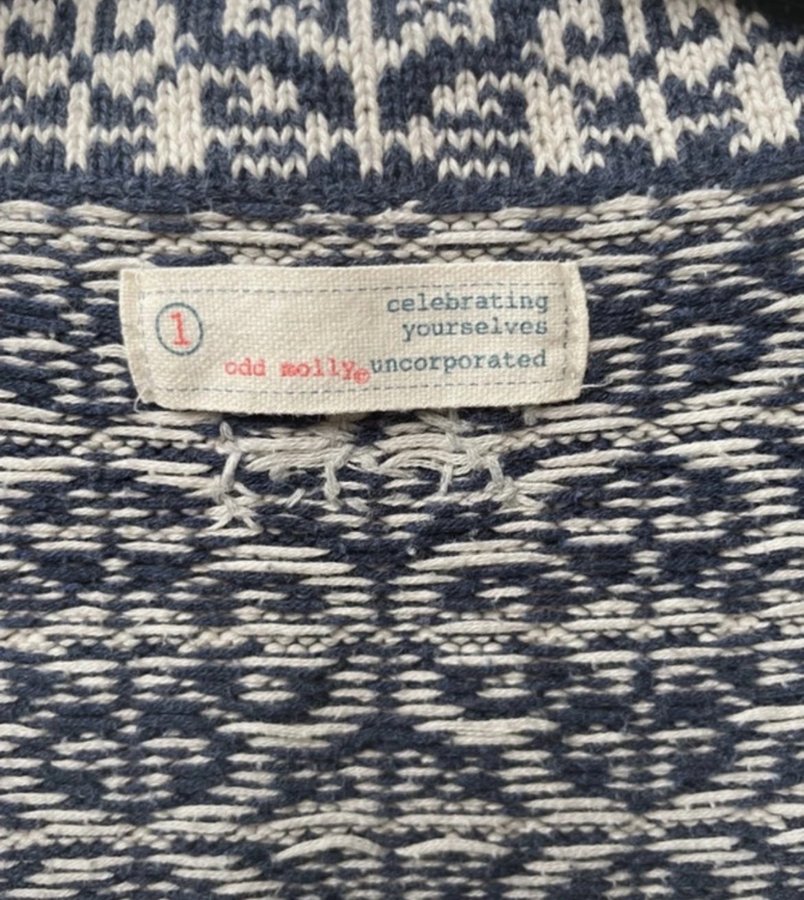 1
celebrating
yourselves
odd molly© uncorporated